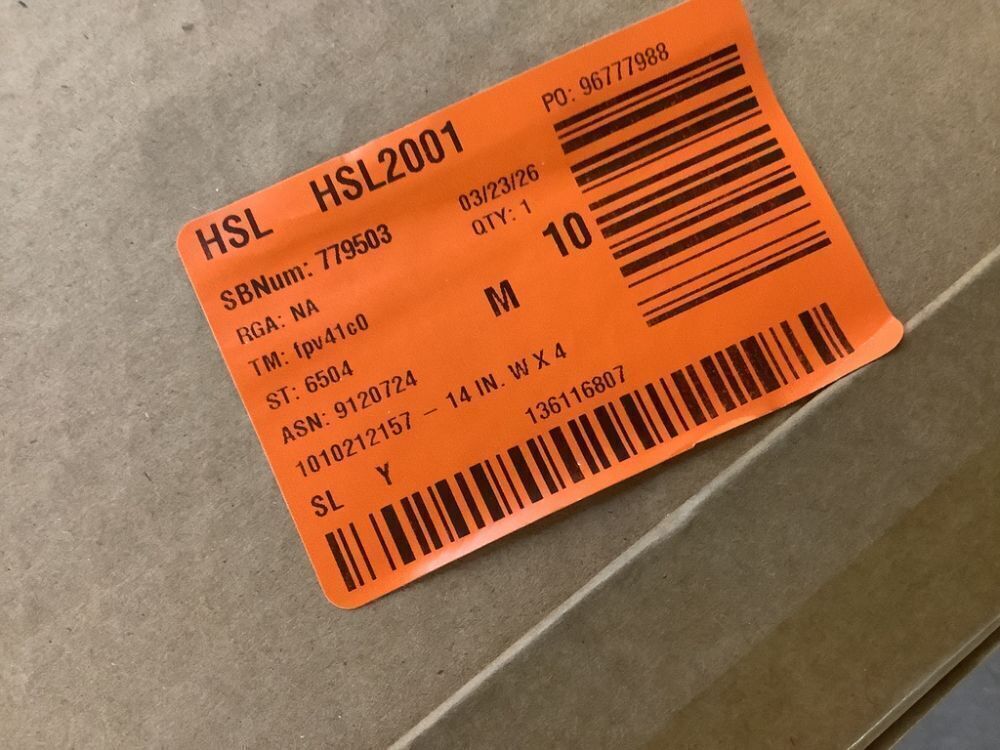 HSL HSL2001
PO: 96777988
SBNum: 779503
03/23/26
RGA: NA
QTY: 1
TM: fpv41c0
M
10
ST: 6504
ASN: 9120724
1010212157 – 14 IN. W X 4
SL Y
136116807